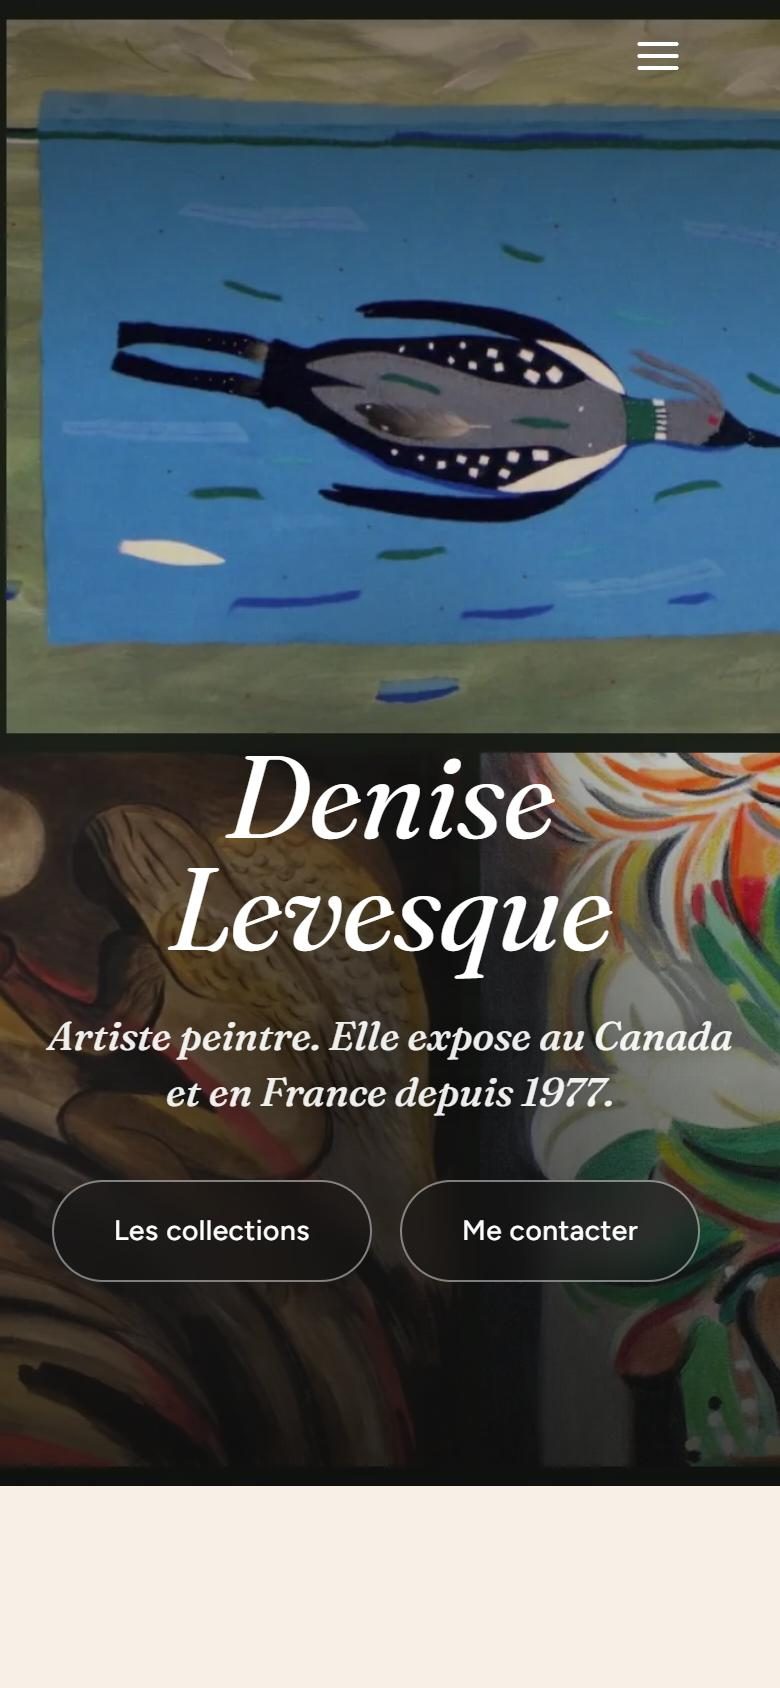 Denise
Levesque
Artiste peintre. Elle expose au Canada
et en France depuis 1977.
Les collections
Me contacter